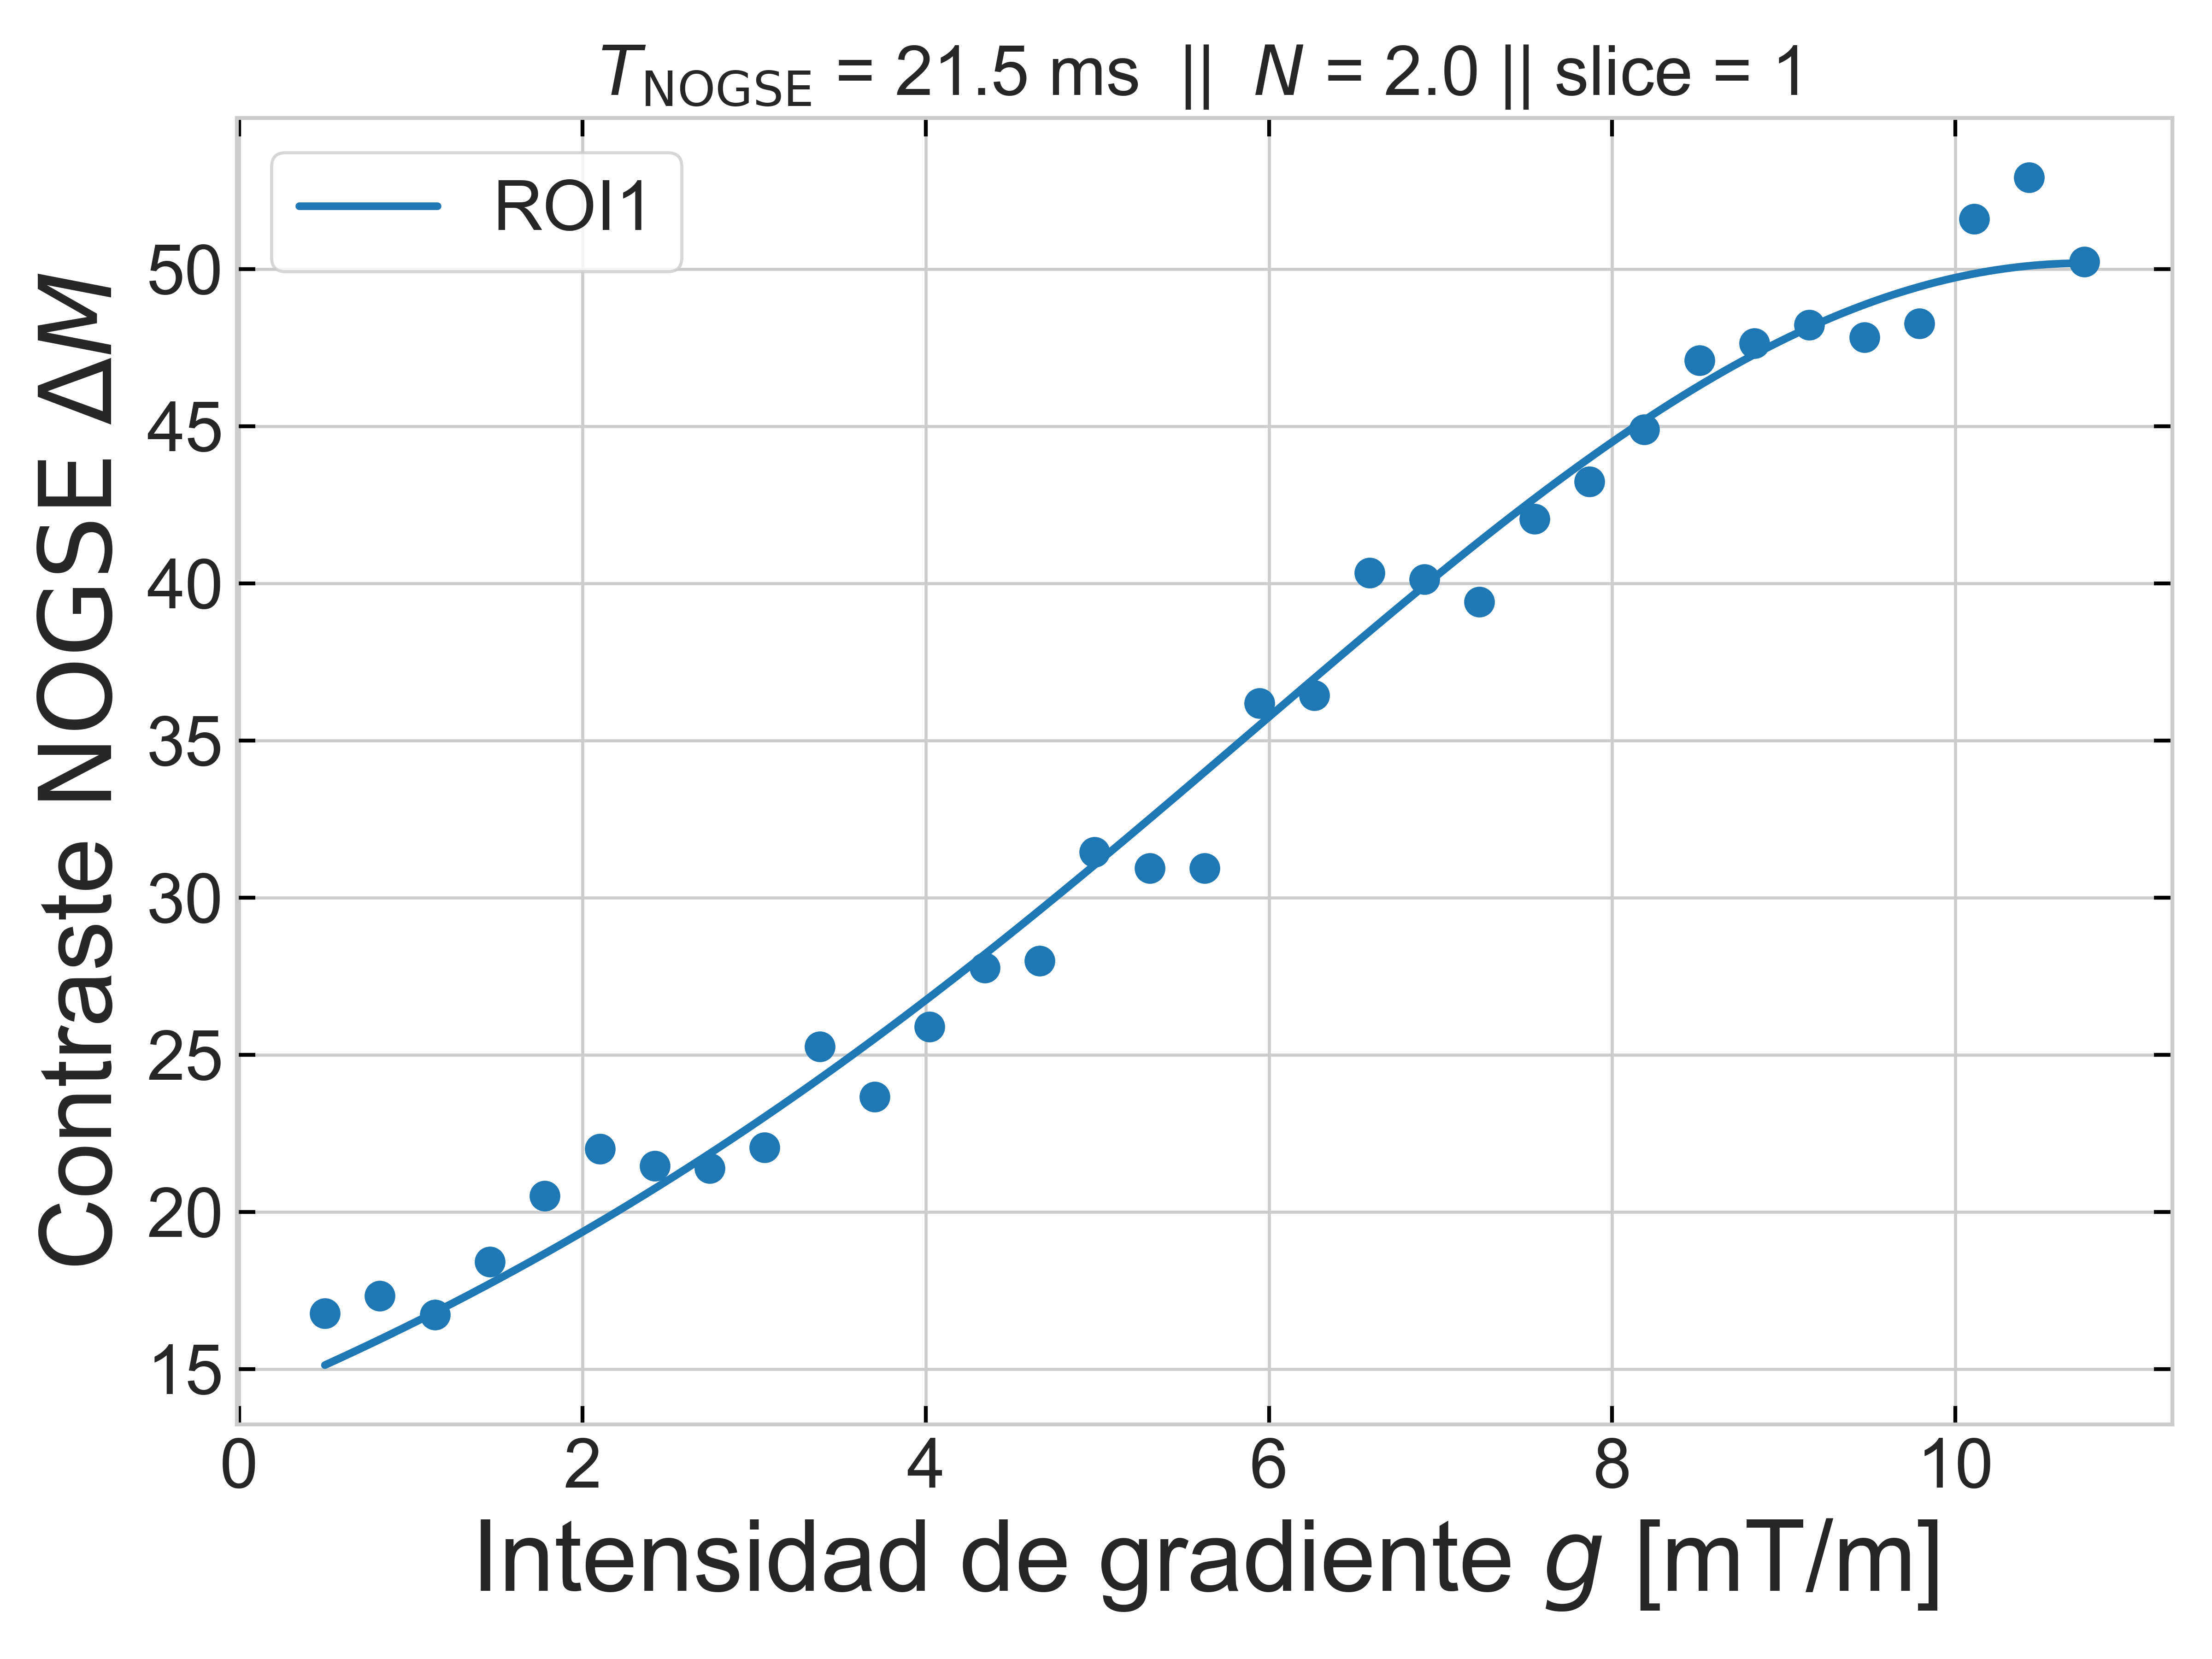 T_NOGSE = 21.5 ms || N = 2.0 || slice = 1
ROI1
Contraste NOGSE ΔM
50
45
40
35
30
25
20
15
0 2 4 6 8 10
Intensidad de gradiente g [mT/m]